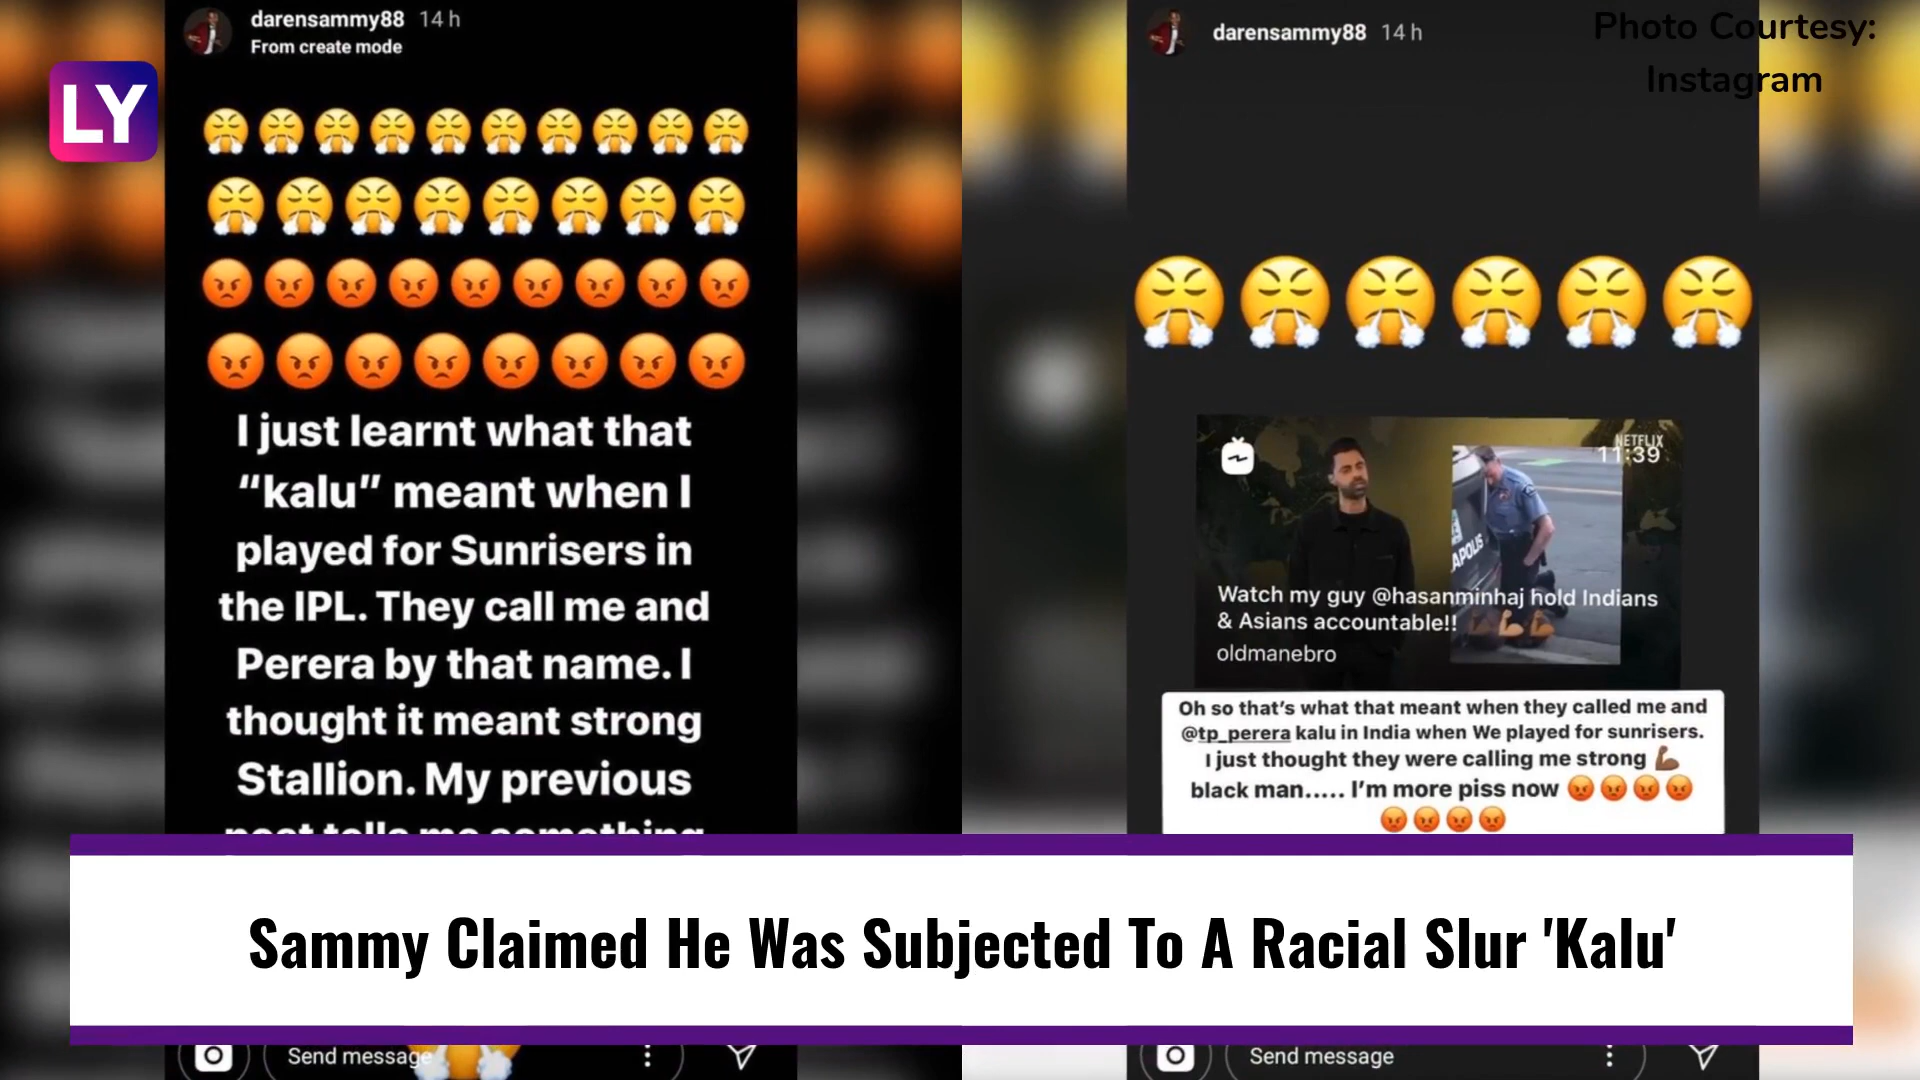 darensammy88 14 h
From create mode
LY
I just learnt what that
“kalu” meant when I
played for Sunrisers in
the IPL. They call me and
Perera by that name. I
thought it meant strong
Stallion. My previous
post tells me something
Send message
darensammy88 14 h
Photo Courtesy:
Instagram
NETFLIX
11:39
APOLIS
Watch my guy @hasanminhaj hold Indians
& Asians accountable!!
oldmanebro
Oh so that’s what that meant when they called me and
@tp_perera kalu in India when We played for sunrisers.
I just thought they were calling me strong 💪🏾
black man..... I’m more piss now 😡 😡 😡 😡
😡 😡 😡 😡
Send message
Sammy Claimed He Was Subjected To A Racial Slur 'Kalu'